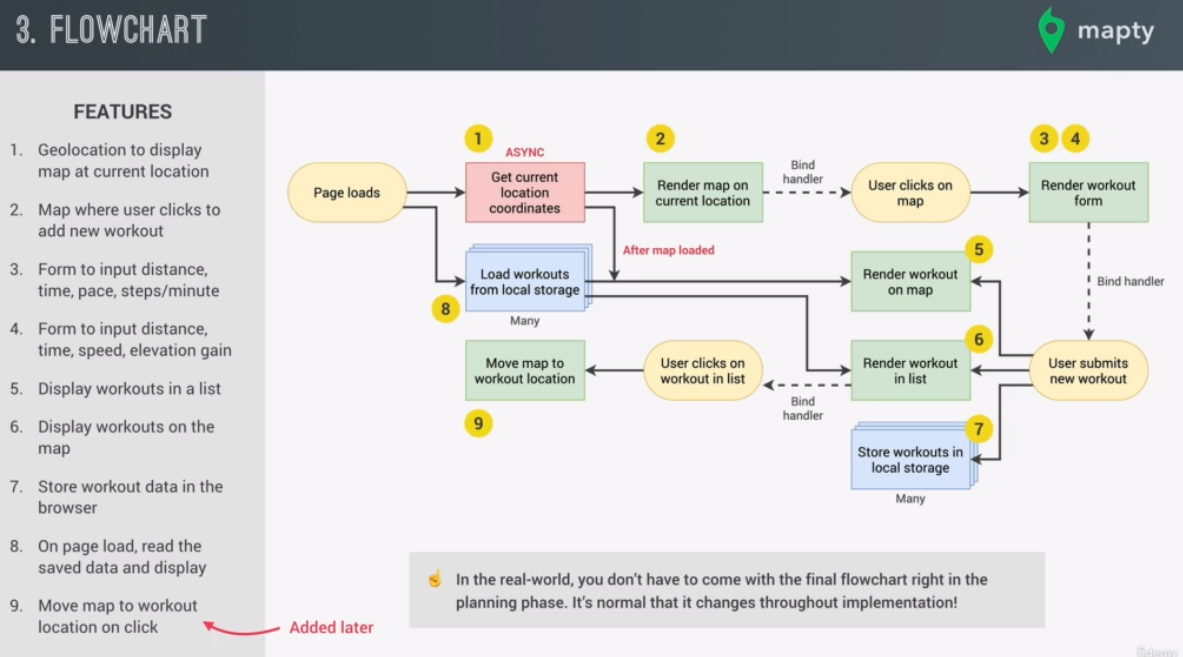 3. FLOWCHART
mapty
FEATURES
1. Geolocation to display
map at current location
2. Map where user clicks to
add new workout
3. Form to input distance,
time, pace, steps/minute
4. Form to input distance,
time, speed, elevation gain
5. Display workouts in a list
6. Display workouts on the
map
7. Store workout data in the
browser
8. On page load, read the
saved data and display
9. Move map to workout
location on click
Added later
Page loads
1
ASYNC
Get current
location
coordinates
2
Render map on
current location
Bind
handler
User clicks on
map
3 4
Render workout
form
After map loaded
8
Load workouts
from local storage
Many
5
Render workout
on map
Bind handler
Move map to
workout location
9
User clicks on
workout in list
Bind
handler
6
Render workout
in list
User submits
new workout
7
Store workouts in
local storage
Many
☝ In the real-world, you don’t have to come with the final flowchart right in the
planning phase. It’s normal that it changes throughout implementation!
Udemy